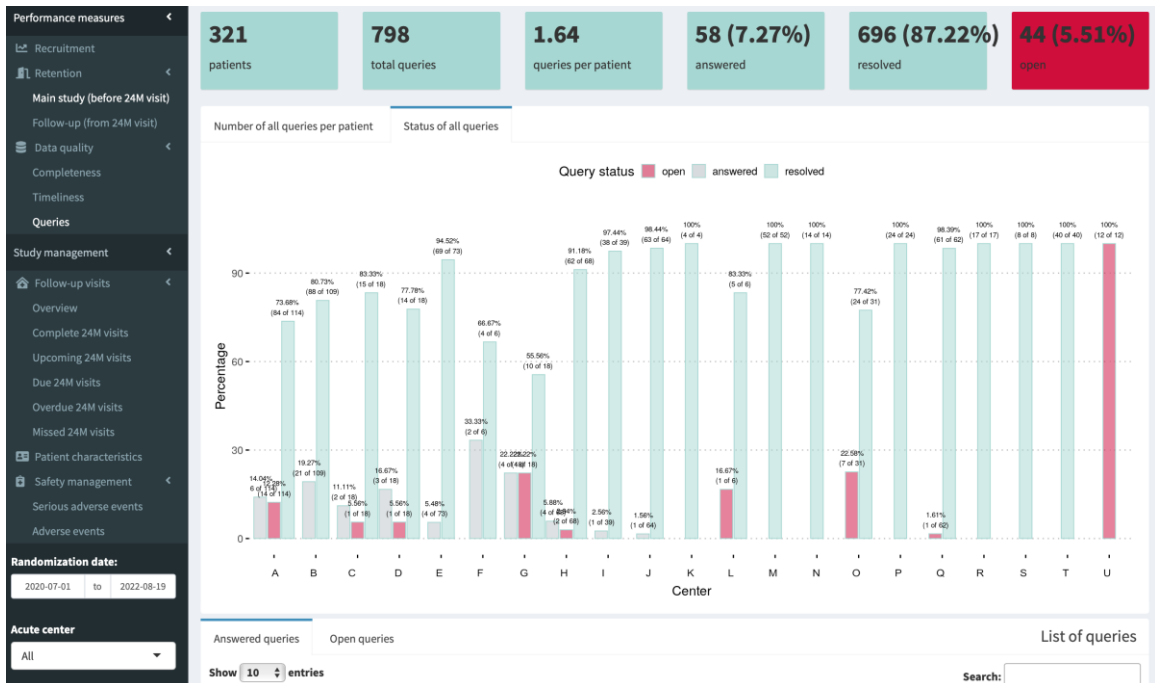 Performance measures
Recruitment
Retention
Main study (before 24M visit)
Follow-up (from 24M visit)
Data quality
Completeness
Timeliness
Queries
Study management
Follow-up visits
Overview
Complete 24M visits
Upcoming 24M visits
Due 24M visits
Overdue 24M visits
Missed 24M visits
Patient characteristics
Safety management
Serious adverse events
Adverse events
Randomization date:
2020-07-01 to 2022-08-19
Acute center
All
321
patients
798
total queries
1.64
queries per patient
58 (7.27%)
answered
696 (87.22%)
resolved
44 (5.51%)
open
Number of all queries per patient
Status of all queries
Query status open answered resolved
Percentage
90
60
30
0
14.04%
12.28%
(14 of 114)
73.68%
(84 of 114)
19.27%
(21 of 109)
80.73%
(88 of 109)
11.11%
(2 of 18)
5.56%
(1 of 18)
83.33%
(15 of 18)
16.67%
(3 of 18)
5.56%
(1 of 18)
77.78%
(14 of 18)
5.48%
(4 of 73)
94.52%
(69 of 73)
33.33%
(2 of 6)
66.67%
(4 of 6)
22.22%
55.56%
(10 of 18)
5.88%
(2 of 68)
91.18%
(62 of 68)
2.56%
(1 of 39)
97.44%
(38 of 39)
1.56%
(1 of 64)
98.44%
(63 of 64)
100%
(4 of 4)
16.67%
(1 of 6)
83.33%
(5 of 6)
100%
(52 of 52)
100%
(14 of 14)
22.58%
(7 of 31)
77.42%
(24 of 31)
100%
(24 of 24)
1.61%
(1 of 62)
98.39%
(61 of 62)
100%
(17 of 17)
100%
(8 of 8)
100%
(40 of 40)
100%
(12 of 12)
A B C D E F G H I J K L M N O P Q R S T U
Center
Answered queries
Open queries
List of queries
Show 10 entries
Search: